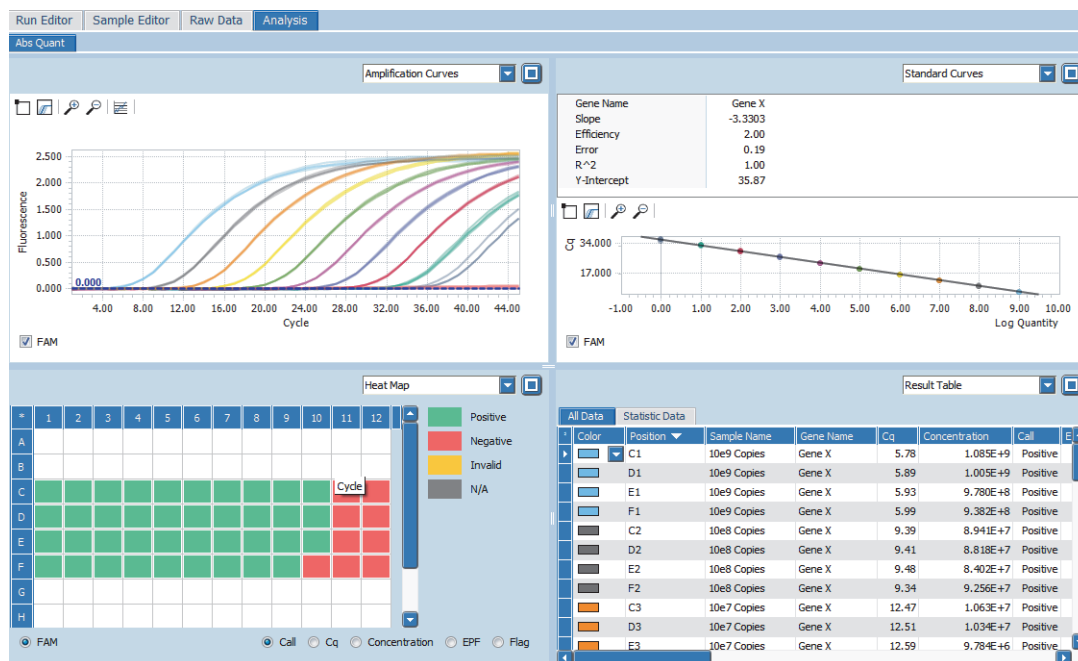 Run Editor Sample Editor Raw Data Analysis
Abs Quant
Amplification Curves
2.500
2.000
1.500
1.000
0.500
0.000
Fluorescence
0.000
4.00 8.00 12.00 16.00 20.00 24.00 28.00 32.00 36.00 40.00 44.00
Cycle
FAM
Standard Curves
Gene Name Gene X
Slope -3.3303
Efficiency 2.00
Error 0.19
R^2 1.00
Y-Intercept 35.87
Cq
34.000
17.000
-1.00 0.00 1.00 2.00 3.00 4.00 5.00 6.00 7.00 8.00 9.00 10.00
Log Quantity
FAM
Heat Map
* 1 2 3 4 5 6 7 8 9 10 11 12
A
B
C
D
E
F
G
H
Cycle
Positive
Negative
Invalid
N/A
FAM Call Cq Concentration EPF Flag
Result Table
All Data Statistic Data
Color Position Sample Name Gene Name Cq Concentration Call E
C1 10e9 Copies Gene X 5.78 1.085E+9 Positive
D1 10e9 Copies Gene X 5.89 1.005E+9 Positive
E1 10e9 Copies Gene X 5.93 9.780E+8 Positive
F1 10e9 Copies Gene X 5.99 9.382E+8 Positive
C2 10e8 Copies Gene X 9.39 8.941E+7 Positive
D2 10e8 Copies Gene X 9.41 8.818E+7 Positive
E2 10e8 Copies Gene X 9.48 8.402E+7 Positive
F2 10e8 Copies Gene X 9.34 9.256E+7 Positive
C3 10e7 Copies Gene X 12.47 1.063E+7 Positive
D3 10e7 Copies Gene X 12.51 1.034E+7 Positive
E3 10e7 Copies Gene X 12.59 9.784E+6 Positive